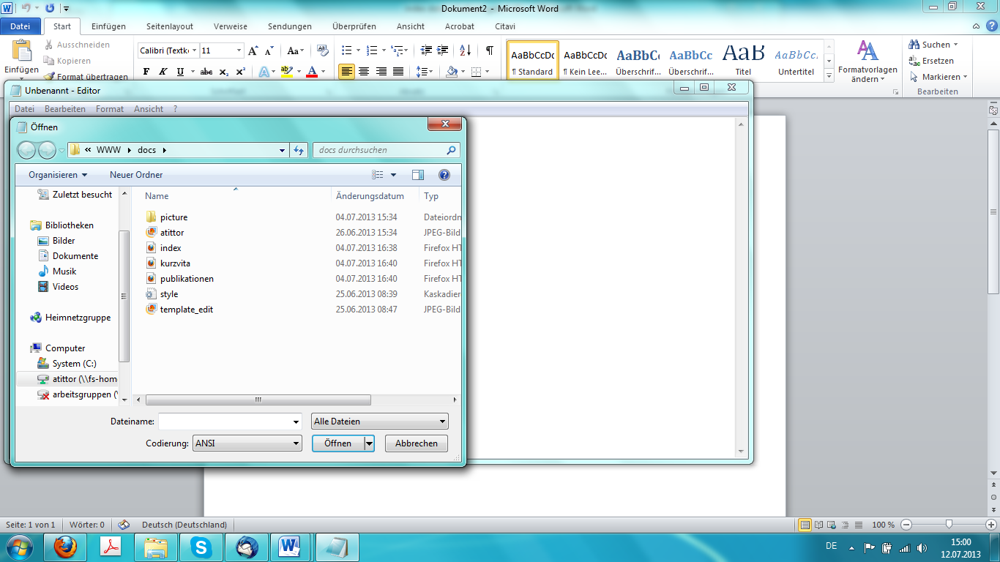 Dokument2 - Microsoft Word
Datei Start Einfügen Seitenlayout Verweise Sendungen Überprüfen Ansicht Acrobat Citavi
Einfügen
Ausschneiden
Kopieren
Format übertragen
Calibri (Textk 11
F K U abc x₂ x²
AaBbCcDc AaBbCcDc AaBbCc AaBbCc AaB AaBbCc.
¶ Standard ¶ Kein Lee... Überschrif... Überschrif... Titel Untertitel
Formatvorlagen
ändern
Suchen
Ersetzen
Markieren
Bearbeiten
Unbenannt - Editor
Datei Bearbeiten Format Ansicht ?
Öffnen
« WWW docs
docs durchsuchen
Organisieren Neuer Ordner
Zuletzt besucht
Bibliotheken
Bilder
Dokumente
Musik
Videos
Heimnetzgruppe
Computer
System (C:)
atittor (\\fs-hom
arbeitsgruppen (\
Name Änderungsdatum Typ
picture 04.07.2013 15:34 Dateiordn
atittor 26.06.2013 15:34 JPEG-Bild
index 04.07.2013 16:38 Firefox HT
kurzvita 04.07.2013 16:40 Firefox HT
publikationen 04.07.2013 16:40 Firefox HT
style 25.06.2013 08:39 Kaskadier
template_edit 25.06.2013 08:47 JPEG-Bild
Dateiname: Alle Dateien
Codierung: ANSI Öffnen Abbrechen
Seite: 1 von 1 Wörter: 0 Deutsch (Deutschland) 100 %
DE 15:00
12.07.2013